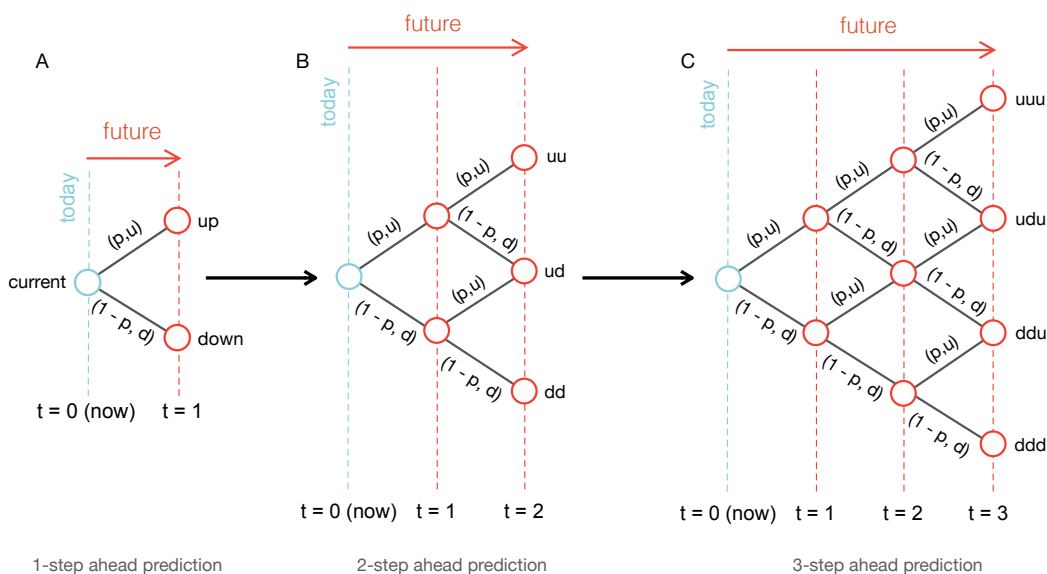 A
future
today
current
(p,u)
(1 - p, d)
up
down
t = 0 (now)
t = 1
1-step ahead prediction
B
future
today
(p,u)
(1 - p, d)
(p,u)
(1 - p, d)
(p,u)
(1 - p, d)
uu
ud
dd
t = 0 (now)
t = 1
t = 2
2-step ahead prediction
C
future
today
(p,u)
(1 - p, d)
(p,u)
(1 - p, d)
(p,u)
(1 - p, d)
(p,u)
(1 - p, d)
(p,u)
(1 - p, d)
(p,u)
(1 - p, d)
uuu
udu
ddu
ddd
t = 0 (now)
t = 1
t = 2
t = 3
3-step ahead prediction